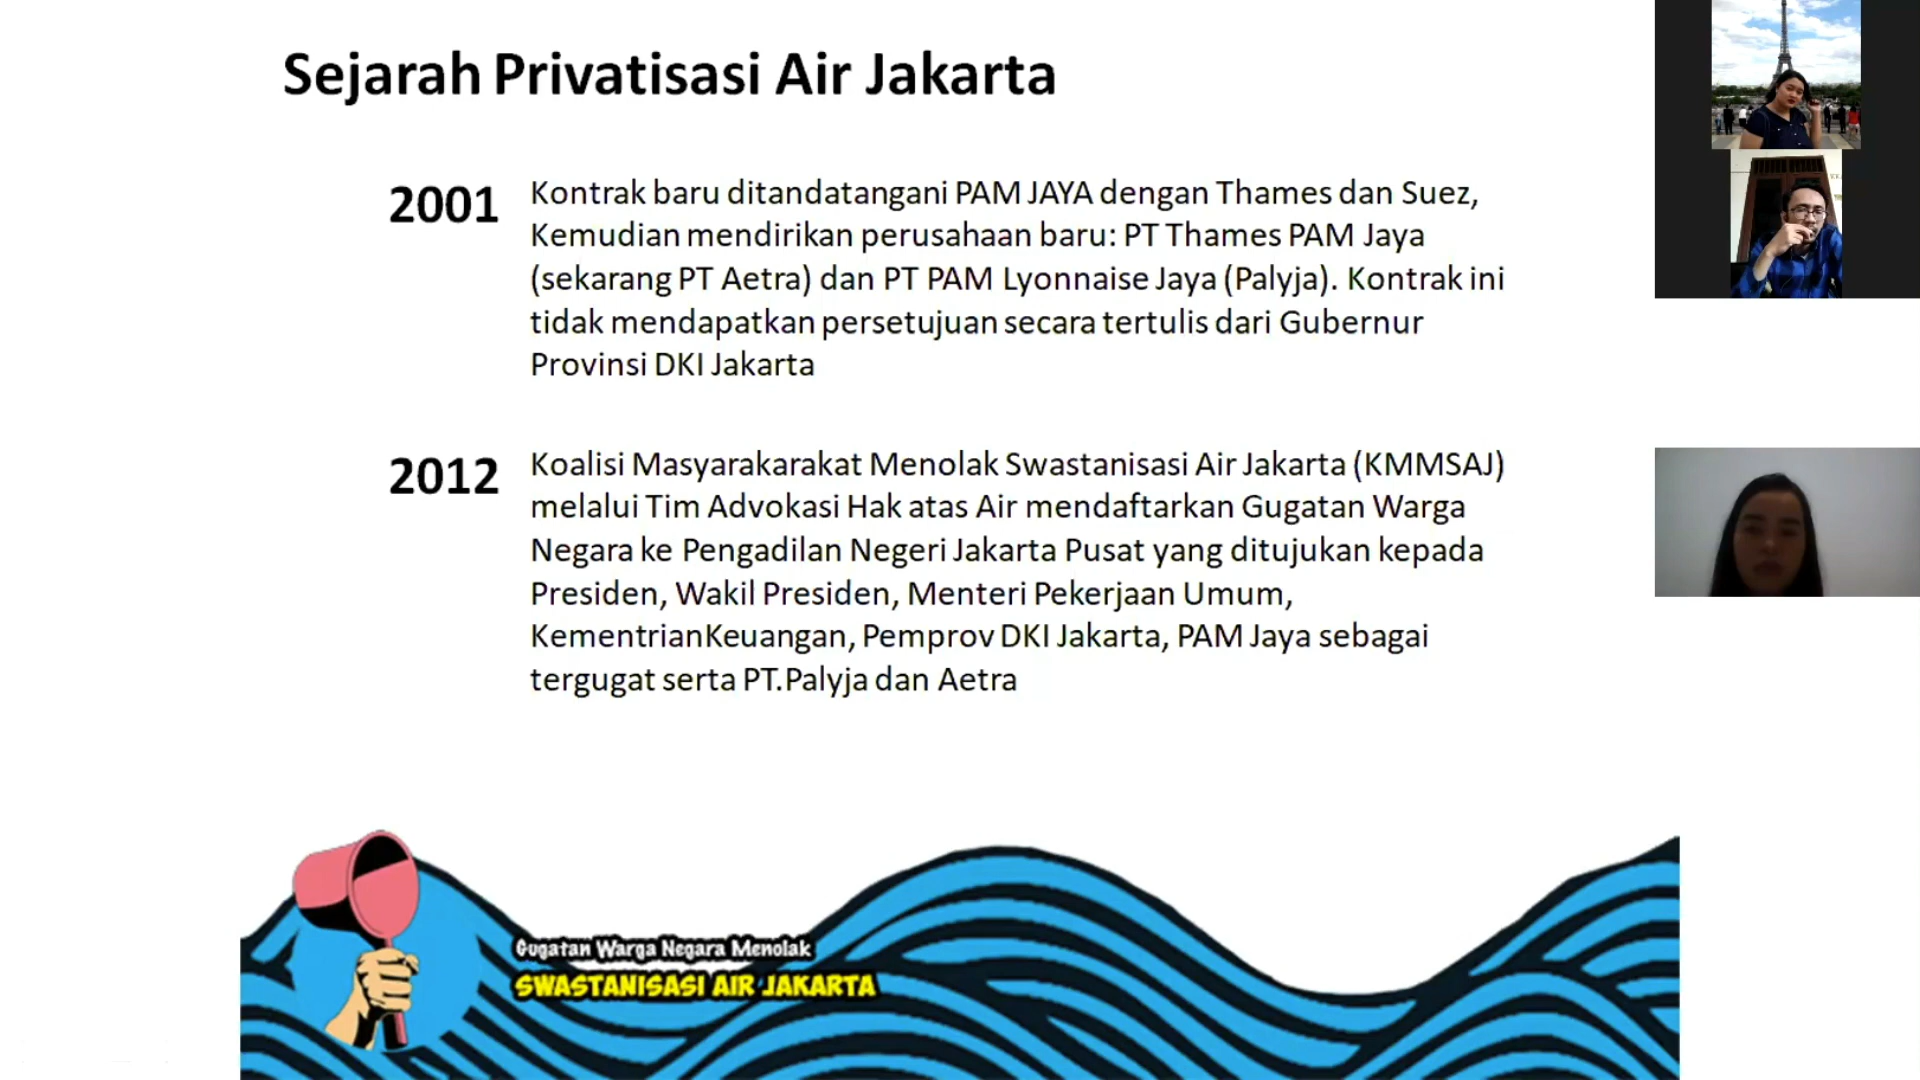 Sejarah Privatisasi Air Jakarta
2001
Kontrak baru ditandatangani PAM JAYA dengan Thames dan Suez,
Kemudian mendirikan perusahaan baru: PT Thames PAM Jaya
(sekarang PT Aetra) dan PT PAM Lyonnaise Jaya (Palyja). Kontrak ini
tidak mendapatkan persetujuan secara tertulis dari Gubernur
Provinsi DKI Jakarta
2012
Koalisi Masyarakarakat Menolak Swastanisasi Air Jakarta (KMMSAJ)
melalui Tim Advokasi Hak atas Air mendaftarkan Gugatan Warga
Negara ke Pengadilan Negeri Jakarta Pusat yang ditujukan kepada
Presiden, Wakil Presiden, Menteri Pekerjaan Umum,
KementrianKeuangan, Pemprov DKI Jakarta, PAM Jaya sebagai
tergugat serta PT.Palyja dan Aetra
Gugatan Warga Negara Menolak
SWASTANISASI AIR JAKARTA